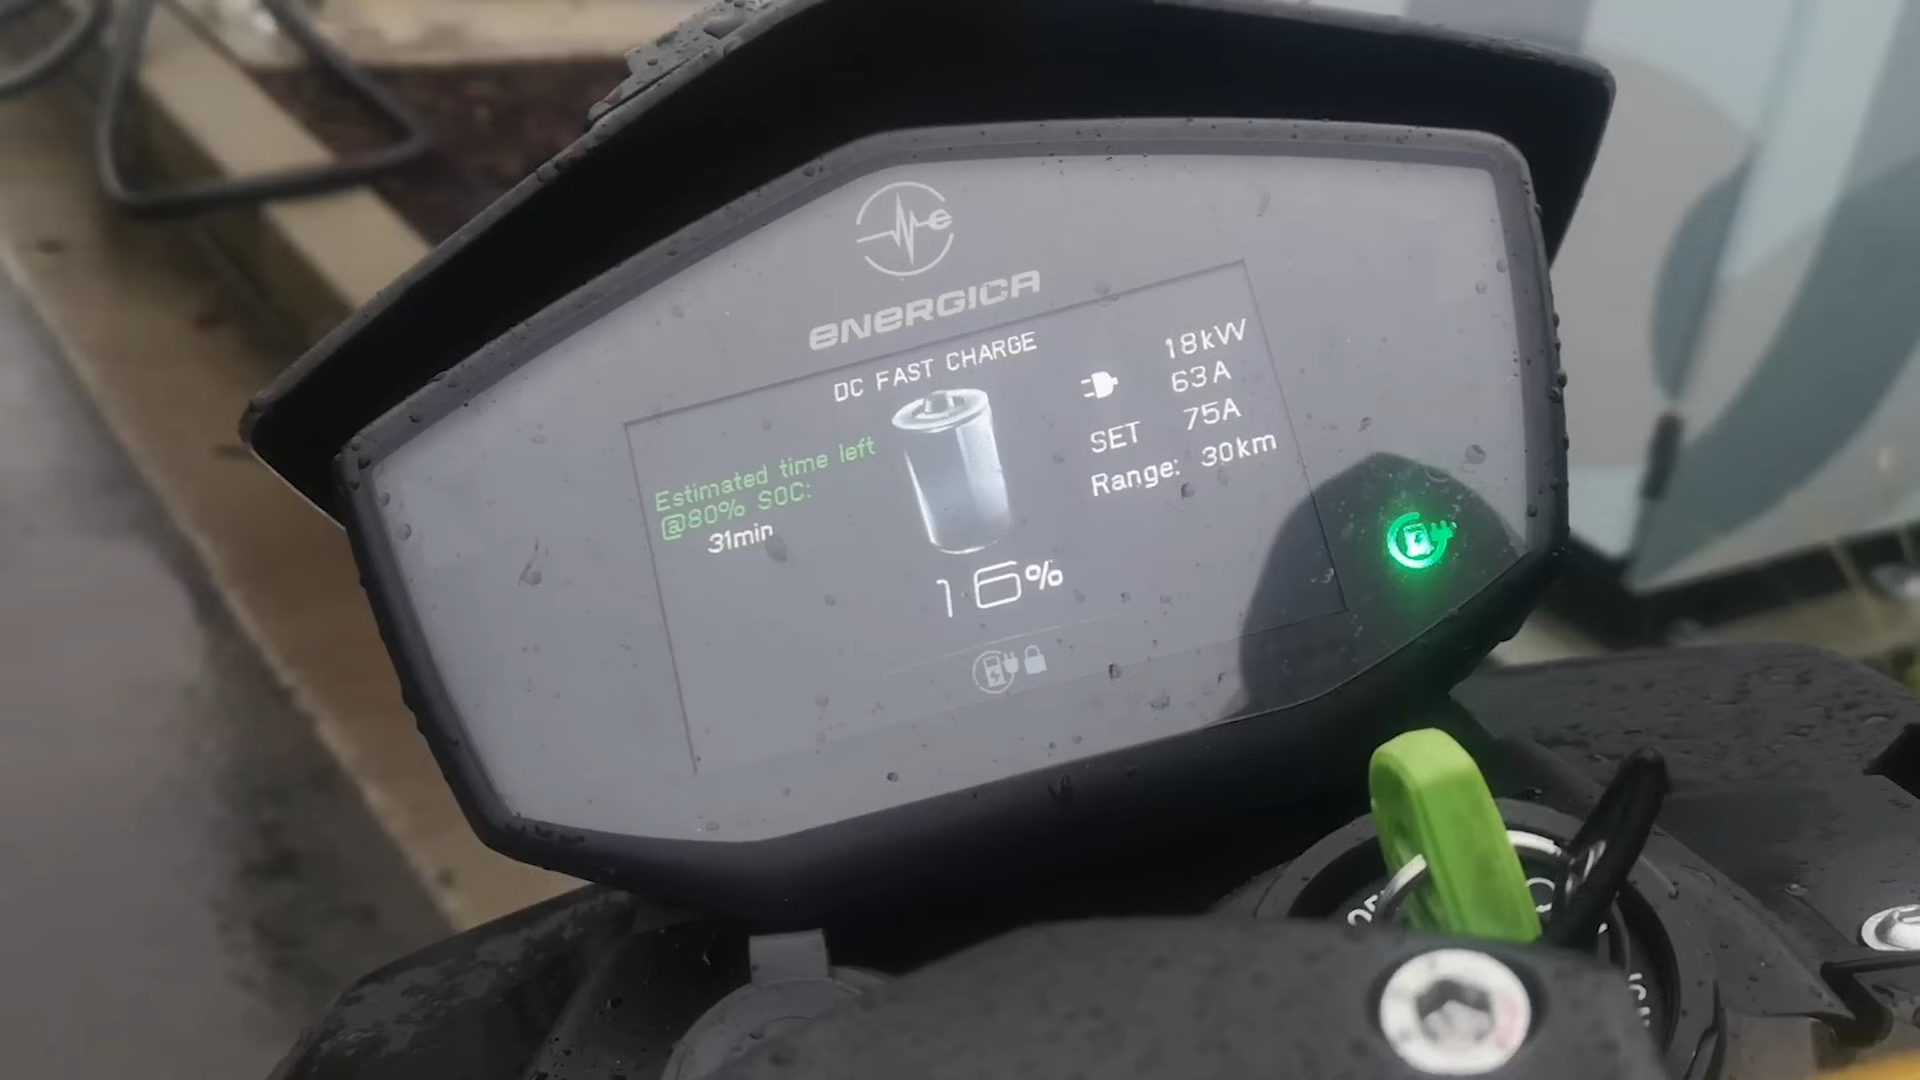 ENERGICA
DC FAST CHARGE
18kW
63A
SET 75A
Range: 30km
Estimated time left
@80% SOC:
31min
16%